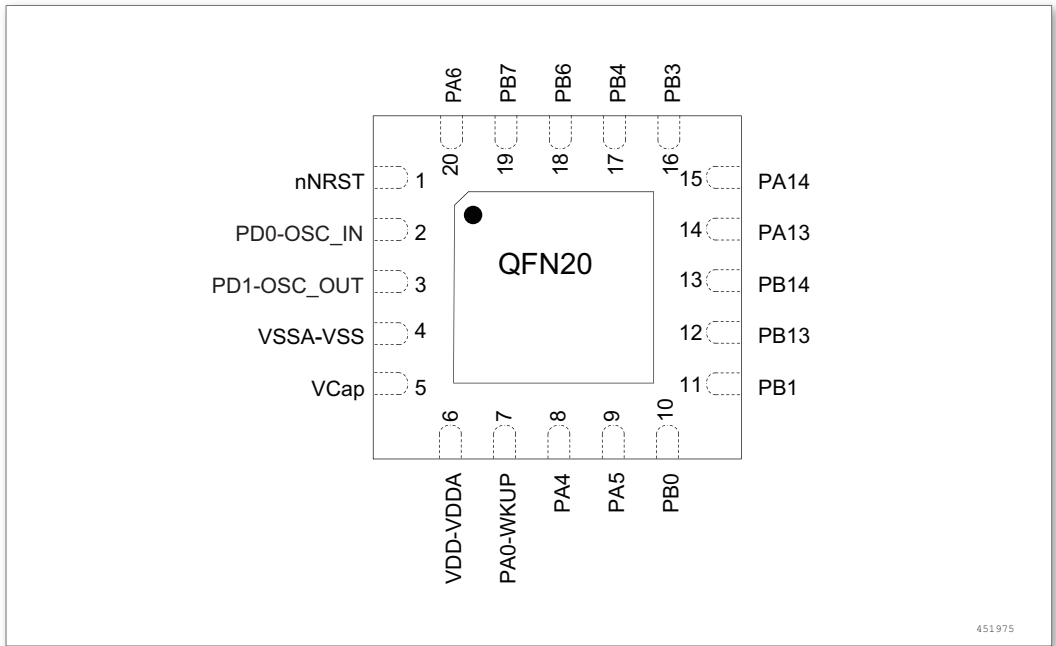 PA6
PB7
PB6
PB4
PB3
20
19
18
17
16
nNRST 1
PD0-OSC_IN 2
PD1-OSC_OUT 3
VSSA-VSS 4
VCap 5
QFN20
15 PA14
14 PA13
13 PB14
12 PB13
11 PB1
6
7
8
9
10
VDD-VDDA
PA0-WKUP
PA4
PA5
PB0
451975